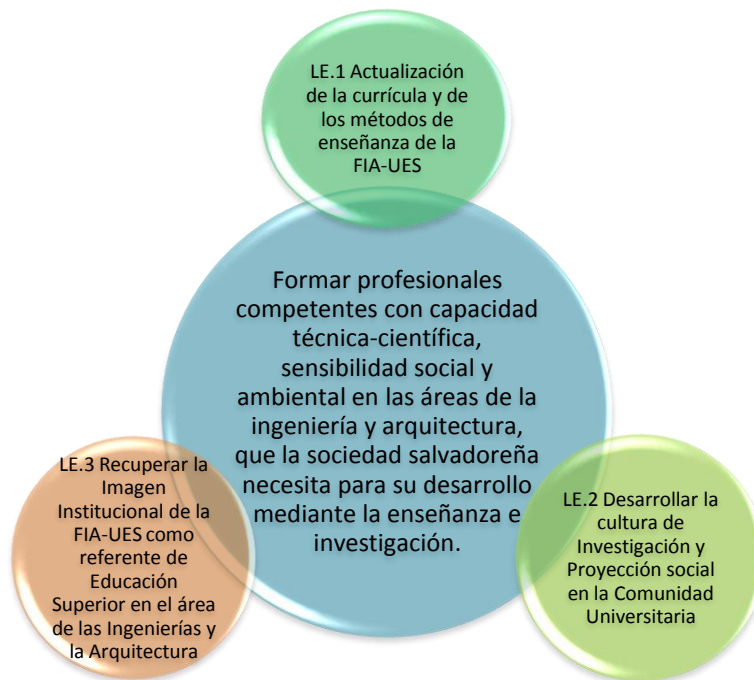 LE.1 Actualización
de la currícula y de
los métodos de
enseñanza de la
FIA-UES
Formar profesionales
competentes con capacidad
técnica-científica,
sensibilidad social y
ambiental en las áreas de la
ingeniería y arquitectura,
que la sociedad salvadoreña
necesita para su desarrollo
mediante la enseñanza e
investigación.
LE.3 Recuperar la
Imagen
Institucional de la
FIA-UES como
referente de
Educación
Superior en el área
de las Ingenierías y
la Arquitectura
LE.2 Desarrollar la
cultura de
Investigación y
Proyección social
en la Comunidad
Universitaria